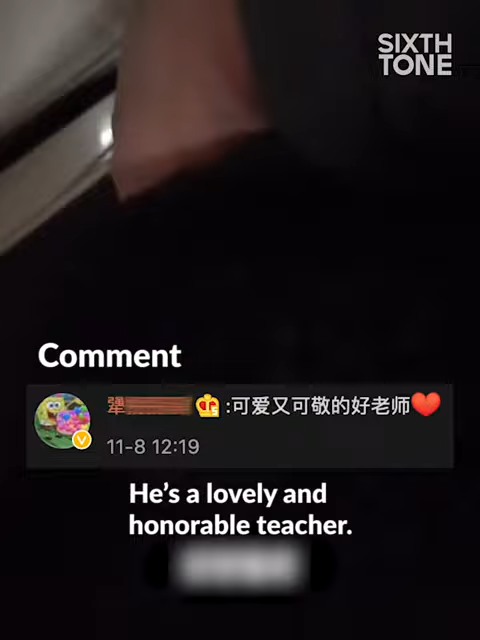 SIXTH
TONE
Comment
:可爱又可敬的好老师
11-8 12:19
He's a lovely and
honorable teacher.